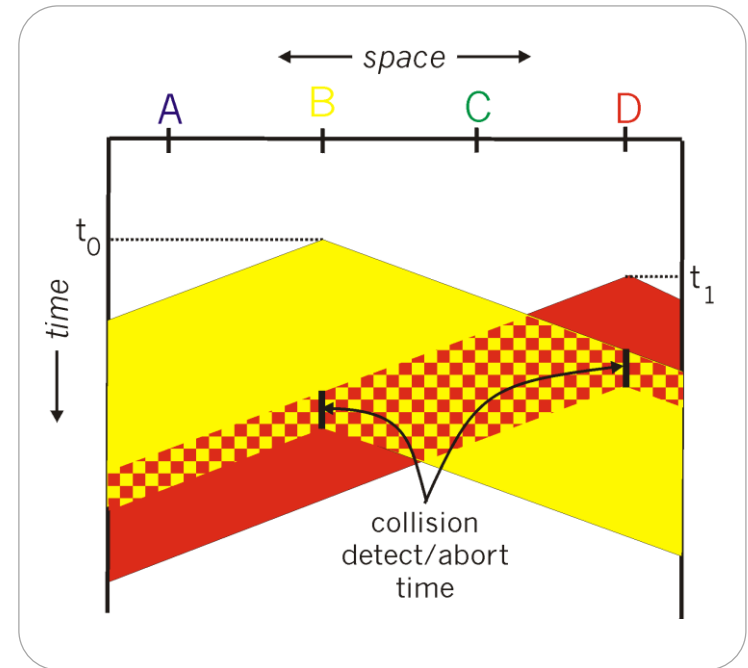 space
A B C D
t₀
t₁
time
collision
detect/abort
time